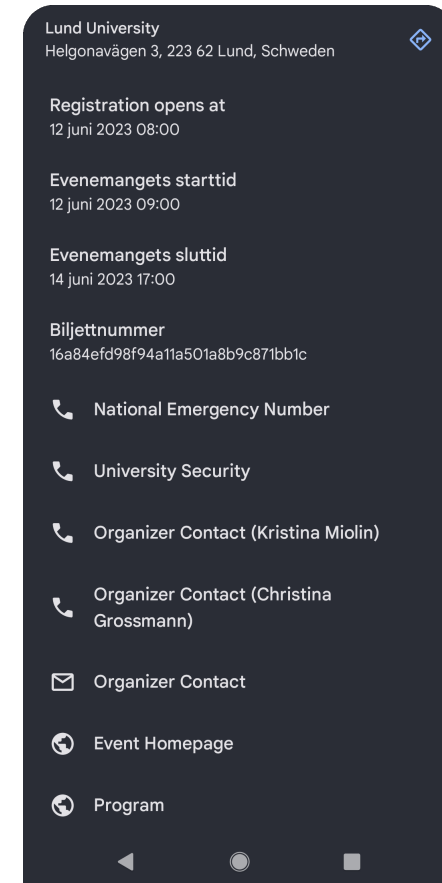 Lund University
Helgonavägen 3, 223 62 Lund, Schweden
Registration opens at
12 juni 2023 08:00
Evenemangets starttid
12 juni 2023 09:00
Evenemangets sluttid
14 juni 2023 17:00
Biljettnummer
16a84efd98f94a11a501a8b9c871bb1c
National Emergency Number
University Security
Organizer Contact (Kristina Miolin)
Organizer Contact (Christina
Grossmann)
Organizer Contact
Event Homepage
Program